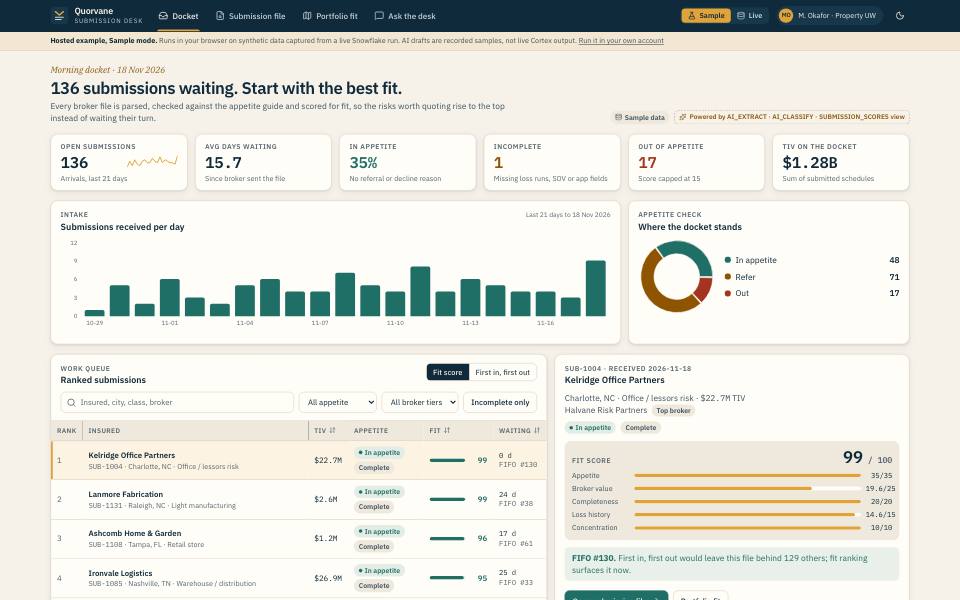 Quorvane
SUBMISSION DESK
Docket
Submission file
Portfolio fit
Ask the desk
Sample
Live
MO
M. Okafor · Property UW
Hosted example, Sample mode. Runs in your browser on synthetic data captured from a live Snowflake run. AI drafts are recorded samples, not live Cortex output. Run it in your own account
Morning docket · 18 Nov 2026
136 submissions waiting. Start with the best fit.
Every broker file is parsed, checked against the appetite guide and scored for fit, so the risks worth quoting rise to the top
instead of waiting their turn.
Sample data
Powered by AI_EXTRACT · AI_CLASSIFY · SUBMISSION_SCORES view
OPEN SUBMISSIONS
136
Arrivals, last 21 days
AVG DAYS WAITING
15.7
Since broker sent the file
IN APPETITE
35%
No referral or decline reason
INCOMPLETE
1
Missing loss runs, SOV or app fields
OUT OF APPETITE
17
Score capped at 15
TIV ON THE DOCKET
$1.28B
Sum of submitted schedules
INTAKE
Last 21 days to 18 Nov 2026
Submissions received per day
12
9
6
3
0
10-29 11-01 11-04 11-07 11-10 11-13 11-16
APPETITE CHECK
Where the docket stands
In appetite 48
Refer 71
Out 17
WORK QUEUE
Ranked submissions
Fit score
First in, first out
Insured, city, class, broker
All appetite
All broker tiers
Incomplete only
RANK INSURED TIV APPETITE FIT WAITING
1
Kelridge Office Partners
SUB-1004 · Charlotte, NC · Office / lessors risk
$22.7M
In appetite
Complete
99
0 d
FIFO #130
2
Lanmore Fabrication
SUB-1131 · Raleigh, NC · Light manufacturing
$2.6M
In appetite
Complete
99
24 d
FIFO #38
3
Ashcomb Home & Garden
SUB-1108 · Tampa, FL · Retail store
$1.2M
In appetite
Complete
96
17 d
FIFO #61
4
Ironvale Logistics
SUB-1085 · Nashville, TN · Warehouse / distribution
$26.9M
In appetite
Complete
95
25 d
FIFO #33
SUB-1004 · RECEIVED 2026-11-18
Kelridge Office Partners
Charlotte, NC · Office / lessors risk · $22.7M TIV
Halvane Risk Partners
Top broker
In appetite
Complete
FIT SCORE
99 / 100
Appetite 35/35
Broker value 19.6/25
Completeness 20/20
Loss history 14.6/15
Concentration 10/10
FIFO #130. First in, first out would leave this file behind 129 others; fit ranking
surfaces it now.